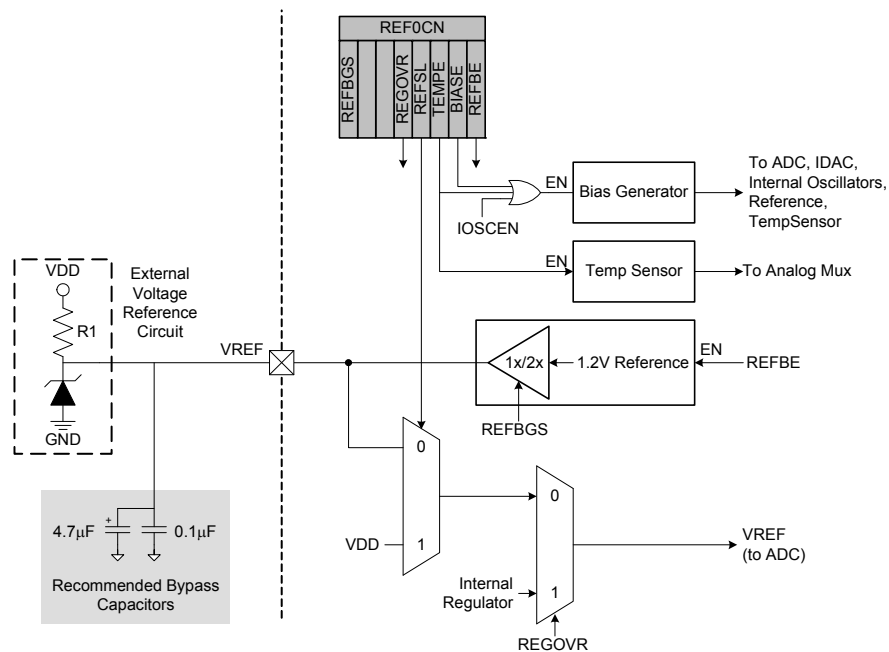 REF0CN
REFBGS
REGOVR
REFSL
TEMPE
BIASE
REFBE
EN
Bias Generator
To ADC, IDAC,
Internal Oscillators,
Reference,
TempSensor
IOSCEN
EN
Temp Sensor
To Analog Mux
VDD
R1
GND
External
Voltage
Reference
Circuit
VREF
1x/2x
1.2V Reference
EN
REFBE
REFBGS
0
1
VDD
0
1
Internal
Regulator
REGOVR
VREF
(to ADC)
4.7μF
+
0.1μF
Recommended Bypass
Capacitors